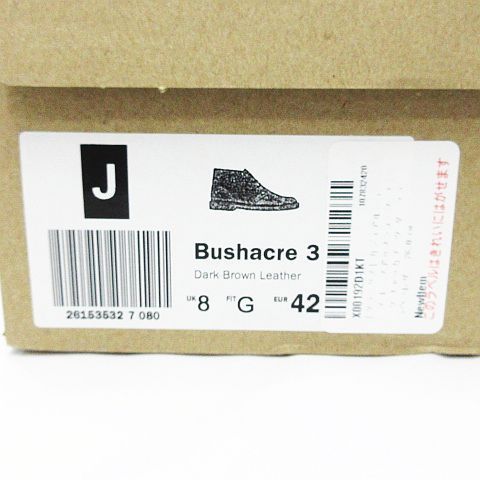 J
26153532 7 080
Bushacre 3
Dark Brown Leather
UK 8 FIT G EUR 42
X00192D1KT
NewItem
このラベルはきれいにはがせます